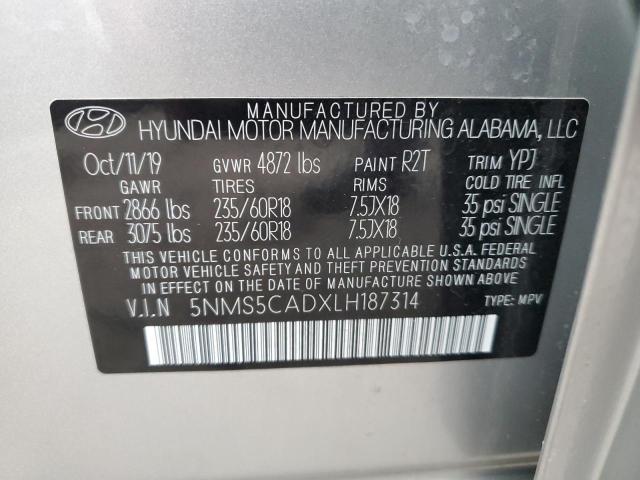 MANUFACTURED BY
HYUNDAI MOTOR MANUFACTURING ALABAMA, LLC
Oct/11/19 GVWR 4872 lbs PAINT R2T TRIM YPJ
GAWR TIRES RIMS COLD TIRE INFL
FRONT 2866 lbs 235/60R18 7.5JX18 35 psi SINGLE
REAR 3075 lbs 235/60R18 7.5JX18 35 psi SINGLE
THIS VEHICLE CONFORMS TO ALL APPLICABLE U.S.A. FEDERAL
MOTOR VEHICLE SAFETY AND THEFT PREVENTION STANDARDS
IN EFFECT ON THE DATE OF MANUFACTURE SHOWN ABOVE.
V.I.N 5NMS5CADXLH187314 TYPE: MPV